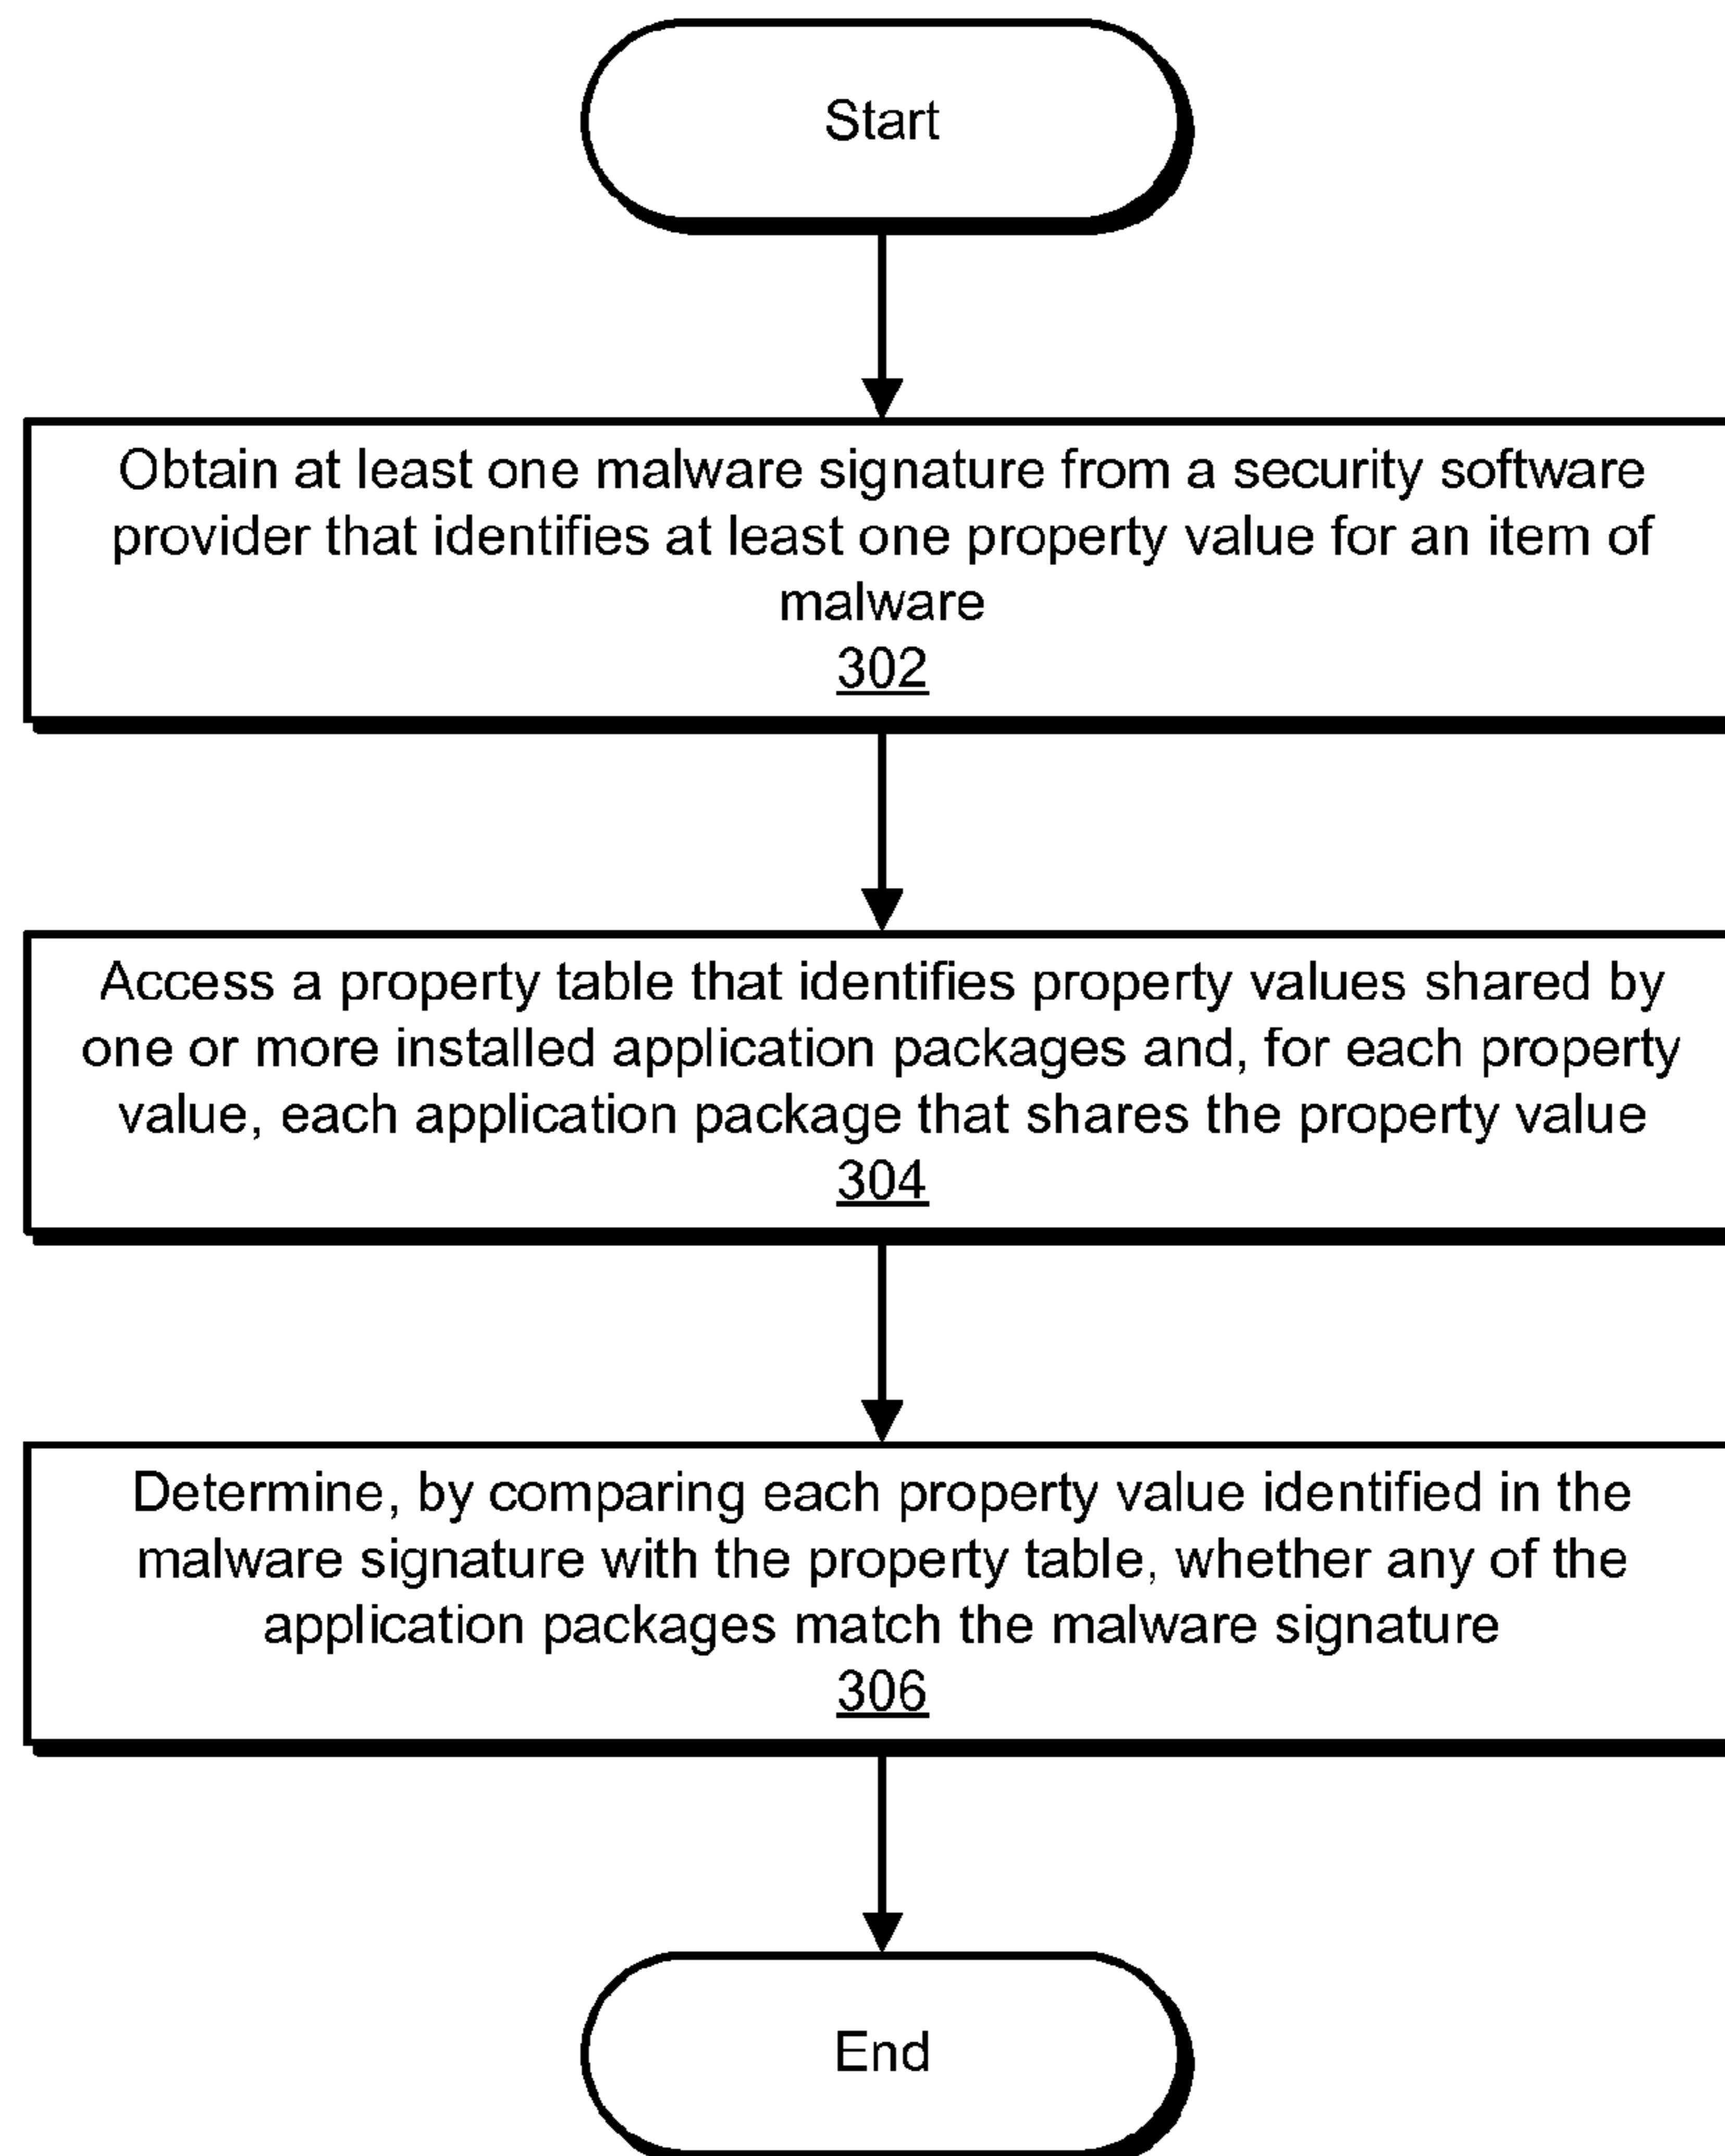 Start
Obtain at least one malware signature from a security software
provider that identifies at least one property value for an item of
malware
302
Access a property table that identifies property values shared by
one or more installed application packages and, for each property
value, each application package that shares the property value
304
Determine, by comparing each property value identified in the
malware signature with the property table, whether any of the
application packages match the malware signature
306
End